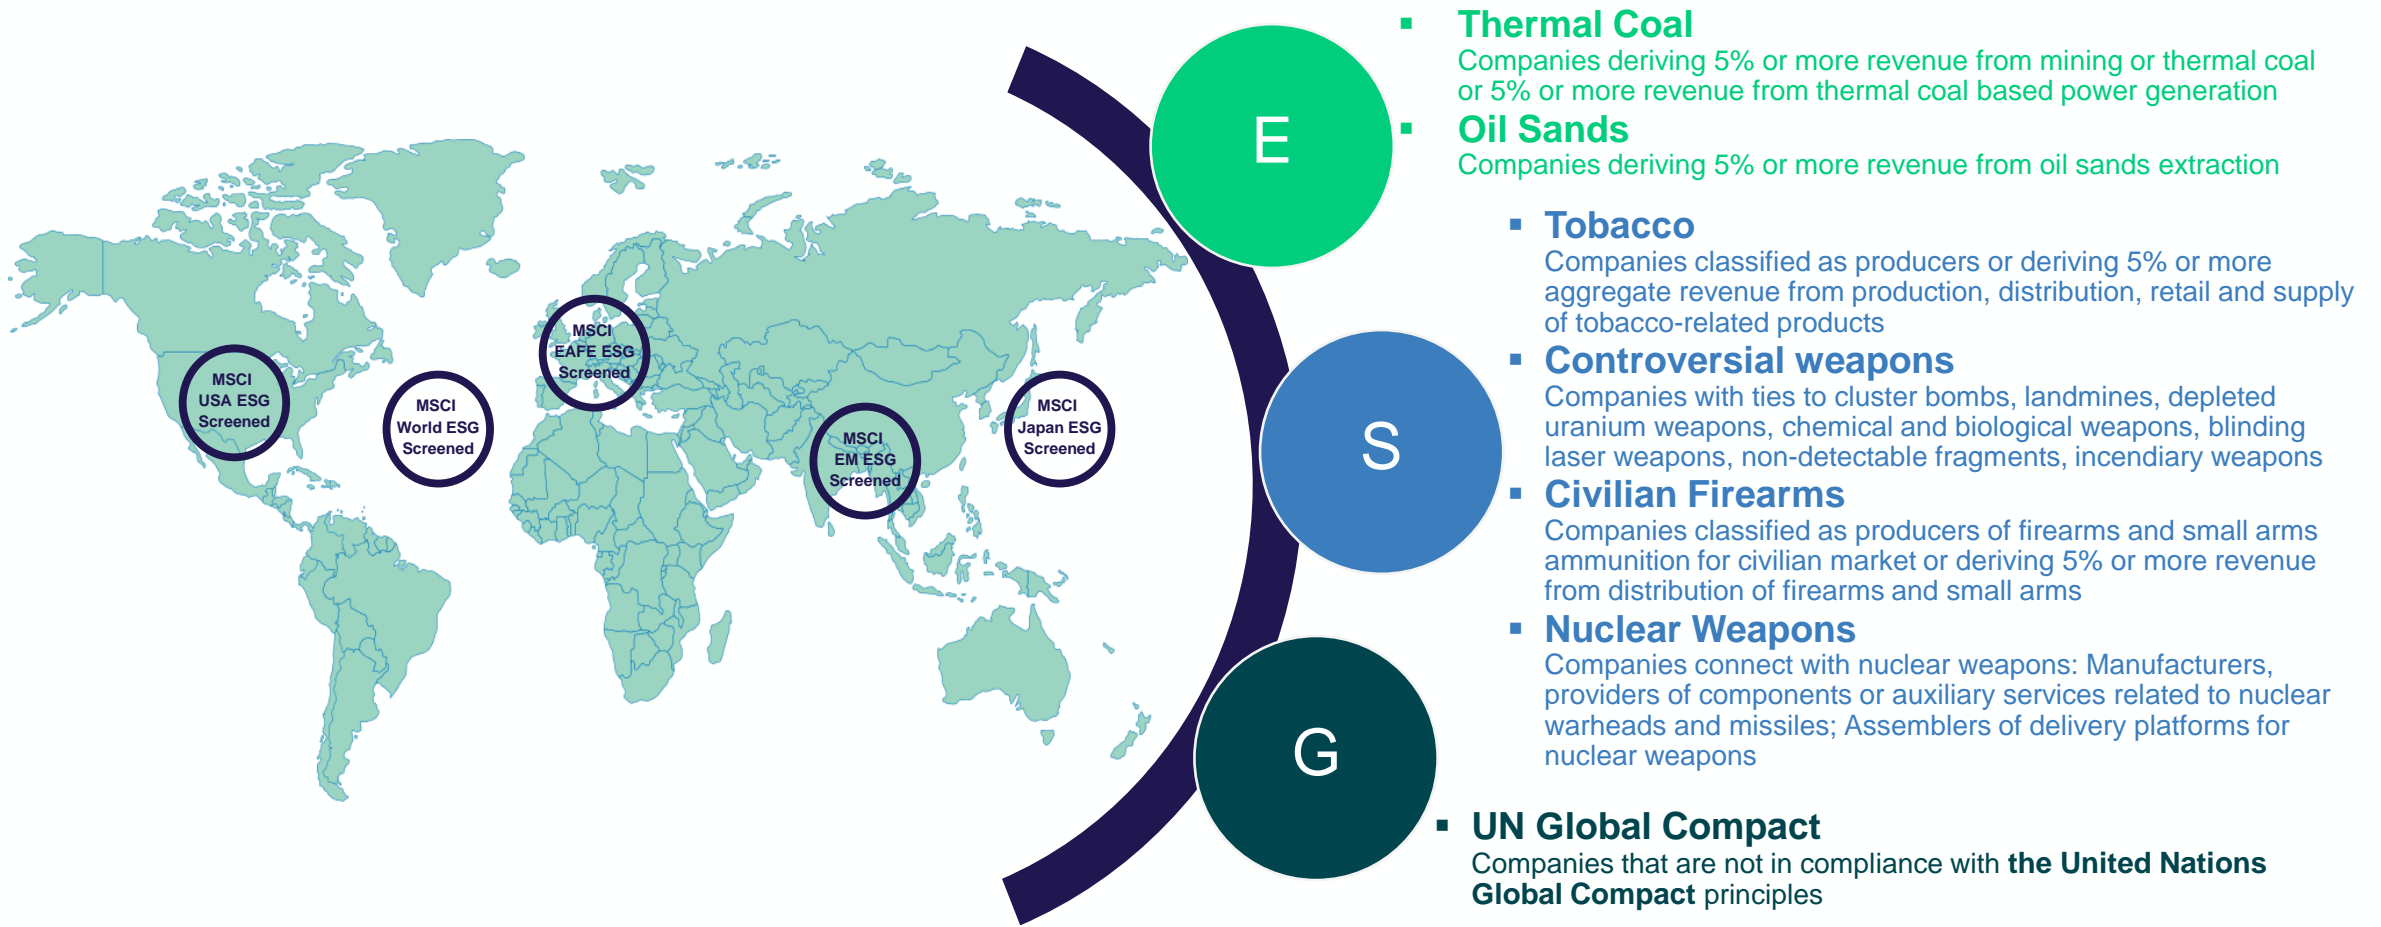 MSCI
USA ESG
Screened
MSCI
World ESG
Screened
MSCI
EAFE ESG
Screened
MSCI
EM ESG
Screened
MSCI
Japan ESG
Screened
E
▪ Thermal Coal
Companies deriving 5% or more revenue from mining or thermal coal
or 5% or more revenue from thermal coal based power generation
▪ Oil Sands
Companies deriving 5% or more revenue from oil sands extraction
S
▪ Tobacco
Companies classified as producers or deriving 5% or more
aggregate revenue from production, distribution, retail and supply
of tobacco-related products
▪ Controversial weapons
Companies with ties to cluster bombs, landmines, depleted
uranium weapons, chemical and biological weapons, blinding
laser weapons, non-detectable fragments, incendiary weapons
▪ Civilian Firearms
Companies classified as producers of firearms and small arms
ammunition for civilian market or deriving 5% or more revenue
from distribution of firearms and small arms
▪ Nuclear Weapons
Companies connect with nuclear weapons: Manufacturers,
providers of components or auxiliary services related to nuclear
warheads and missiles; Assemblers of delivery platforms for
nuclear weapons
G
▪ UN Global Compact
Companies that are not in compliance with the United Nations
Global Compact principles